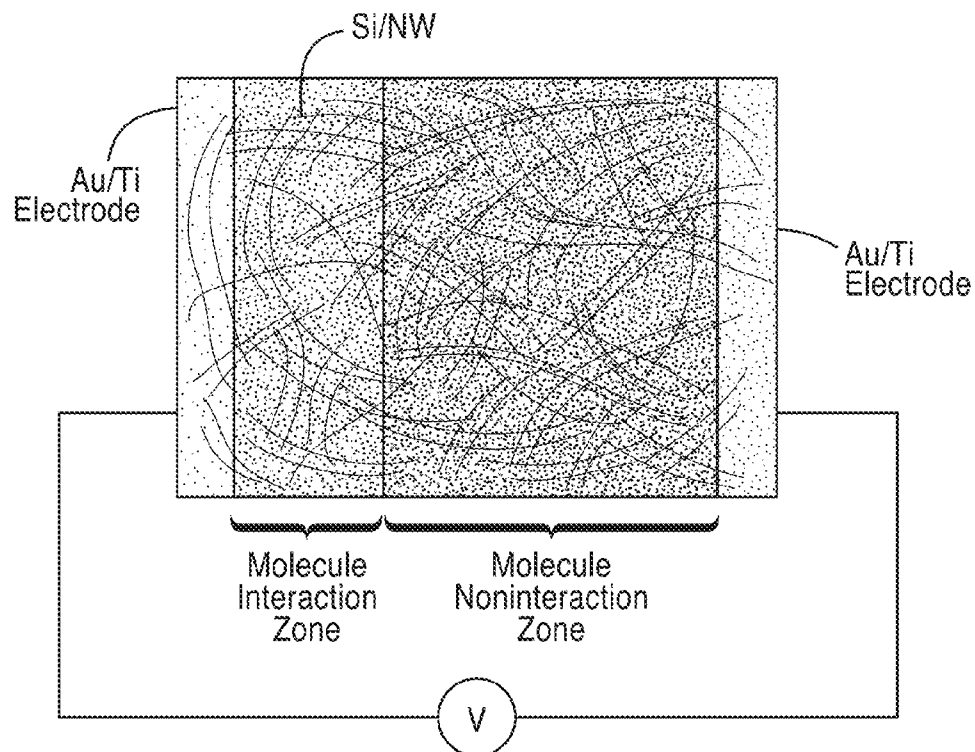 Si/NW
Au/Ti
Electrode
Au/Ti
Electrode
Molecule
Interaction
Zone
Molecule
Noninteraction
Zone
V